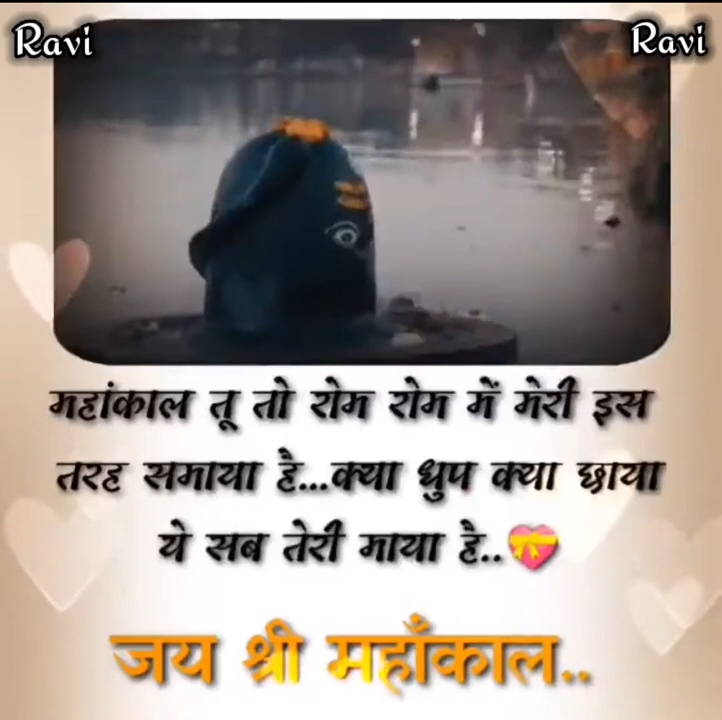 Ravi Ravi
महांकाल तू तो रोम रोम में मेरी इस
तरह समाया है...क्या धुप क्या छाया
ये सब तेरी माया है..💝
जय श्री महाँकाल..